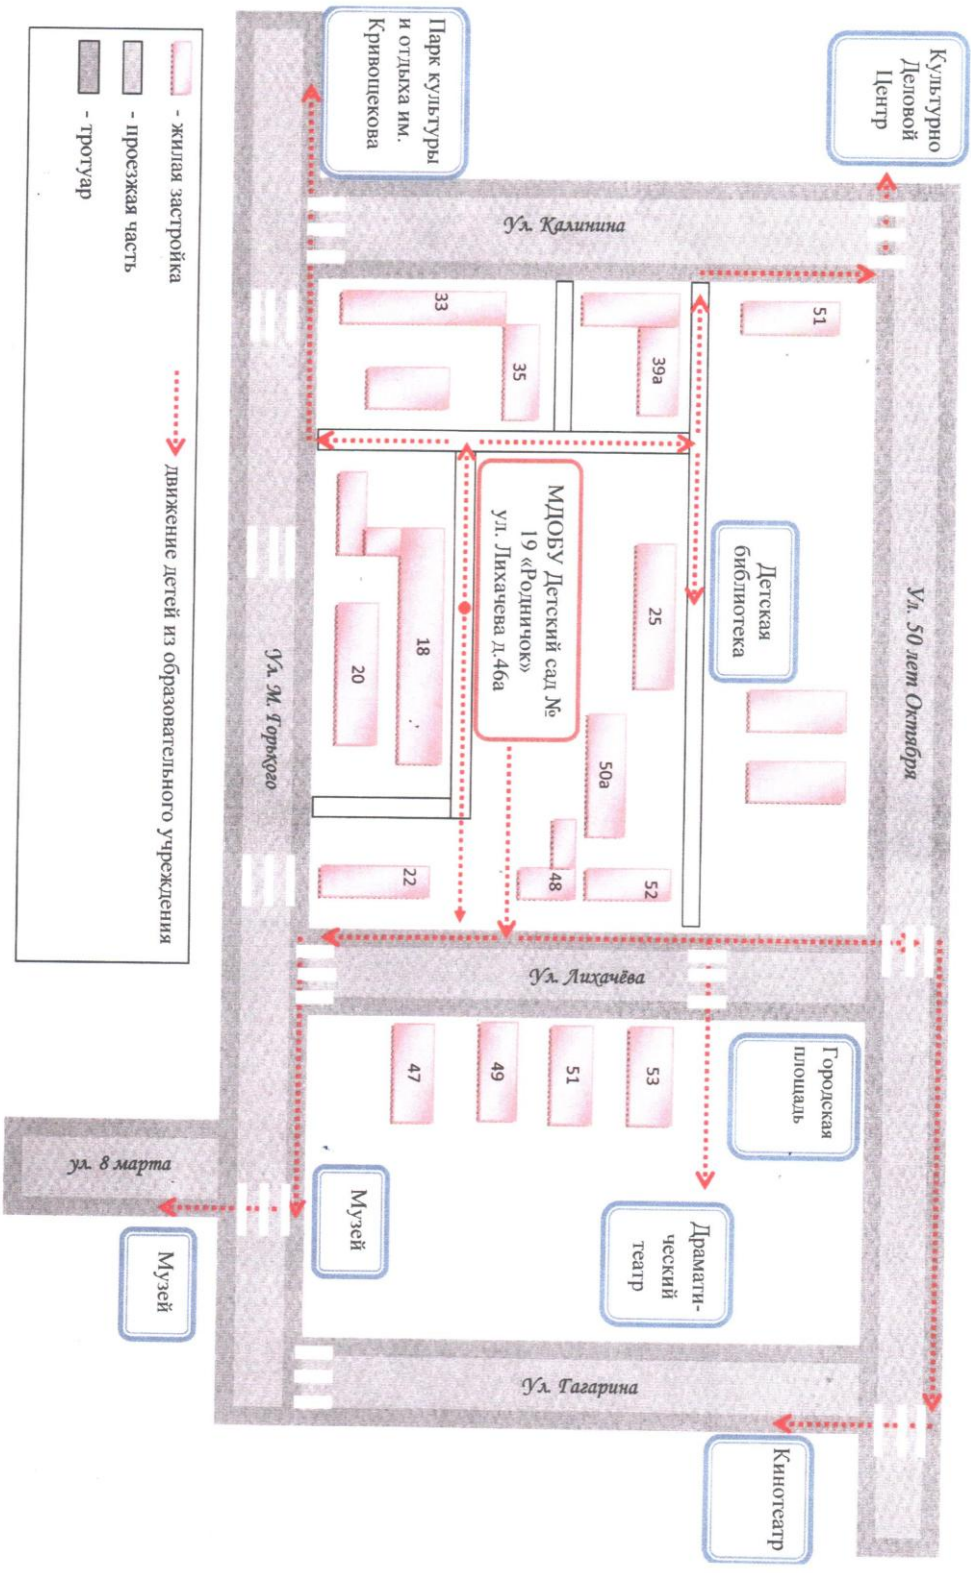 Культурно
Деловой
Центр
Парк культуры
и отдыха им.
Кривощекова
Ул. 50 лет Октября
Ул. Калинина
51
39а
35
33
Детская
библиотека
25
МДОБУ Детский сад №
19 «Родничок»
ул. Лихачева д.46а
50а
52
48
18
20
22
Ул. М. Горького
Ул. Лихачёва
Городская
площадь
53
51
49
47
Драмати-
ческий
театр
Музей
ул. 8 марта
Музей
Ул. Гагарина
Кинотеатр
- жилая застройка
- проезжая часть
- тротуар
движение детей из образовательного учреждения